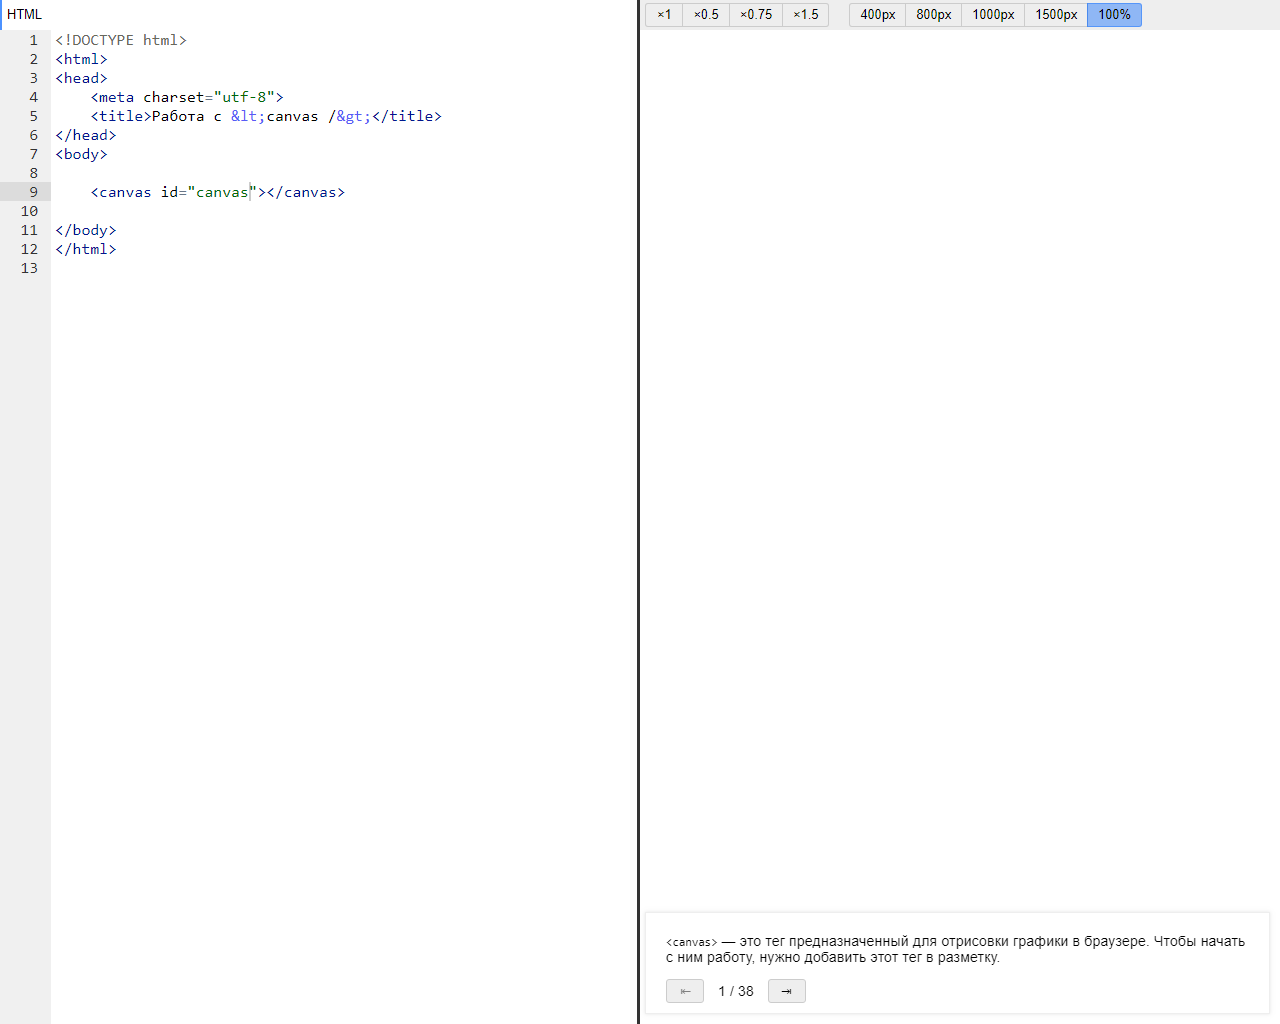 HTML
1 <!DOCTYPE html>
2 <html>
3 <head>
4     <meta charset="utf-8">
5     <title>Работа с &lt;canvas /&gt;</title>
6 </head>
7 <body>
8
9     <canvas id="canvas"></canvas>
10
11 </body>
12 </html>
13
×1 ×0.5 ×0.75 ×1.5 400px 800px 1000px 1500px 100%
<canvas> — это тег предназначенный для отрисовки графики в браузере. Чтобы начать
с ним работу, нужно добавить этот тег в разметку.
⇤ 1 / 38 ⇥